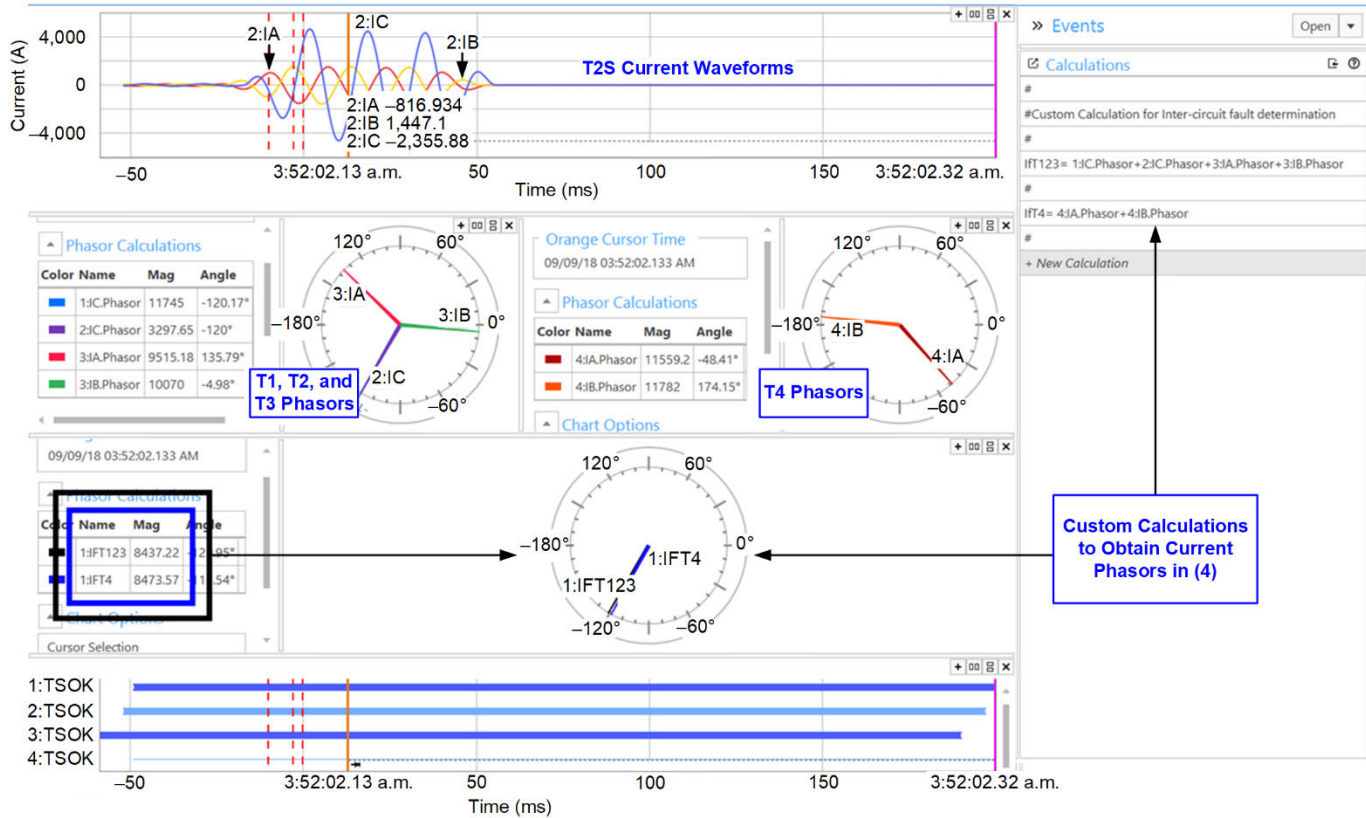 4,000
0
−4,000
Current (A)
2:IA
2:IC
2:IB
T2S Current Waveforms
2:IA −816.934
2:IB 1,447.1
2:IC −2,355.88
−50
3:52:02.13 a.m.
50
100
150
3:52:02.32 a.m.
Time (ms)
Phasor Calculations
Color Name Mag Angle
1:IC.Phasor 11745 -120.17°
2:IC.Phasor 3297.65 -120°
3:IA.Phasor 9515.18 135.79°
3:IB.Phasor 10070 -4.98°
120°
60°
−180°
0°
−60°
3:IA
3:IB
2:IC
T1, T2, and
T3 Phasors
Orange Cursor Time
09/09/18 03:52:02.133 AM
Phasor Calculations
Color Name Mag Angle
4:IA.Phasor 11559.2 -48.41°
4:IB.Phasor 11782 174.15°
Chart Options
120°
60°
−180°
0°
−60°
4:IB
4:IA
T4 Phasors
09/09/18 03:52:02.133 AM
Phasor Calculations
Color Name Mag Angle
1:IFT123 8437.22
1:IFT4 8473.57
Chart Options
Cursor Selection
120°
60°
−180°
0°
−120°
−60°
1:IFT4
1:IFT123
1:TSOK
2:TSOK
3:TSOK
4:TSOK
−50
3:52:02.13 a.m.
50
100
150
3:52:02.32 a.m.
Time (ms)
» Events
Open
Calculations
#
#Custom Calculation for Inter-circuit fault determination
#
IfT123= 1:IC.Phasor+2:IC.Phasor+3:IA.Phasor+3:IB.Phasor
#
IfT4= 4:IA.Phasor+4:IB.Phasor
#
+ New Calculation
Custom Calculations
to Obtain Current
Phasors in (4)